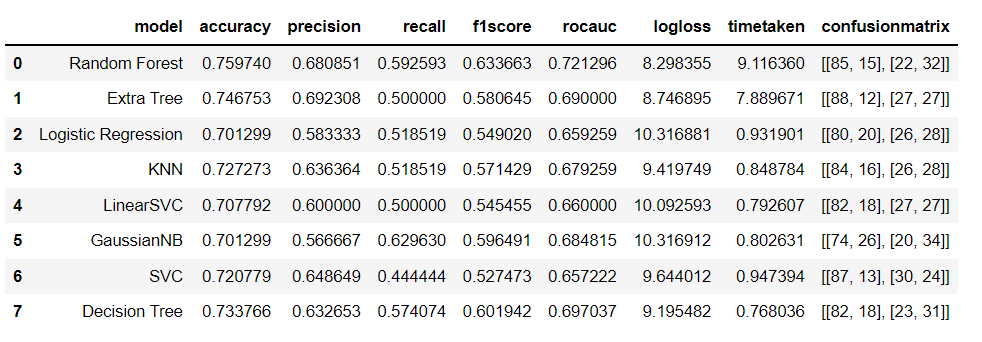 model accuracy precision recall f1score rocauc logloss timetaken confusionmatrix
0 Random Forest 0.759740 0.680851 0.592593 0.633663 0.721296 8.298355 9.116360 [[85, 15], [22, 32]]
1 Extra Tree 0.746753 0.692308 0.500000 0.580645 0.690000 8.746895 7.889671 [[88, 12], [27, 27]]
2 Logistic Regression 0.701299 0.583333 0.518519 0.549020 0.659259 10.316881 0.931901 [[80, 20], [26, 28]]
3 KNN 0.727273 0.636364 0.518519 0.571429 0.679259 9.419749 0.848784 [[84, 16], [26, 28]]
4 LinearSVC 0.707792 0.600000 0.500000 0.545455 0.660000 10.092593 0.792607 [[82, 18], [27, 27]]
5 GaussianNB 0.701299 0.566667 0.629630 0.596491 0.684815 10.316912 0.802631 [[74, 26], [20, 34]]
6 SVC 0.720779 0.648649 0.444444 0.527473 0.657222 9.644012 0.947394 [[87, 13], [30, 24]]
7 Decision Tree 0.733766 0.632653 0.574074 0.601942 0.697037 9.195482 0.768036 [[82, 18], [23, 31]]